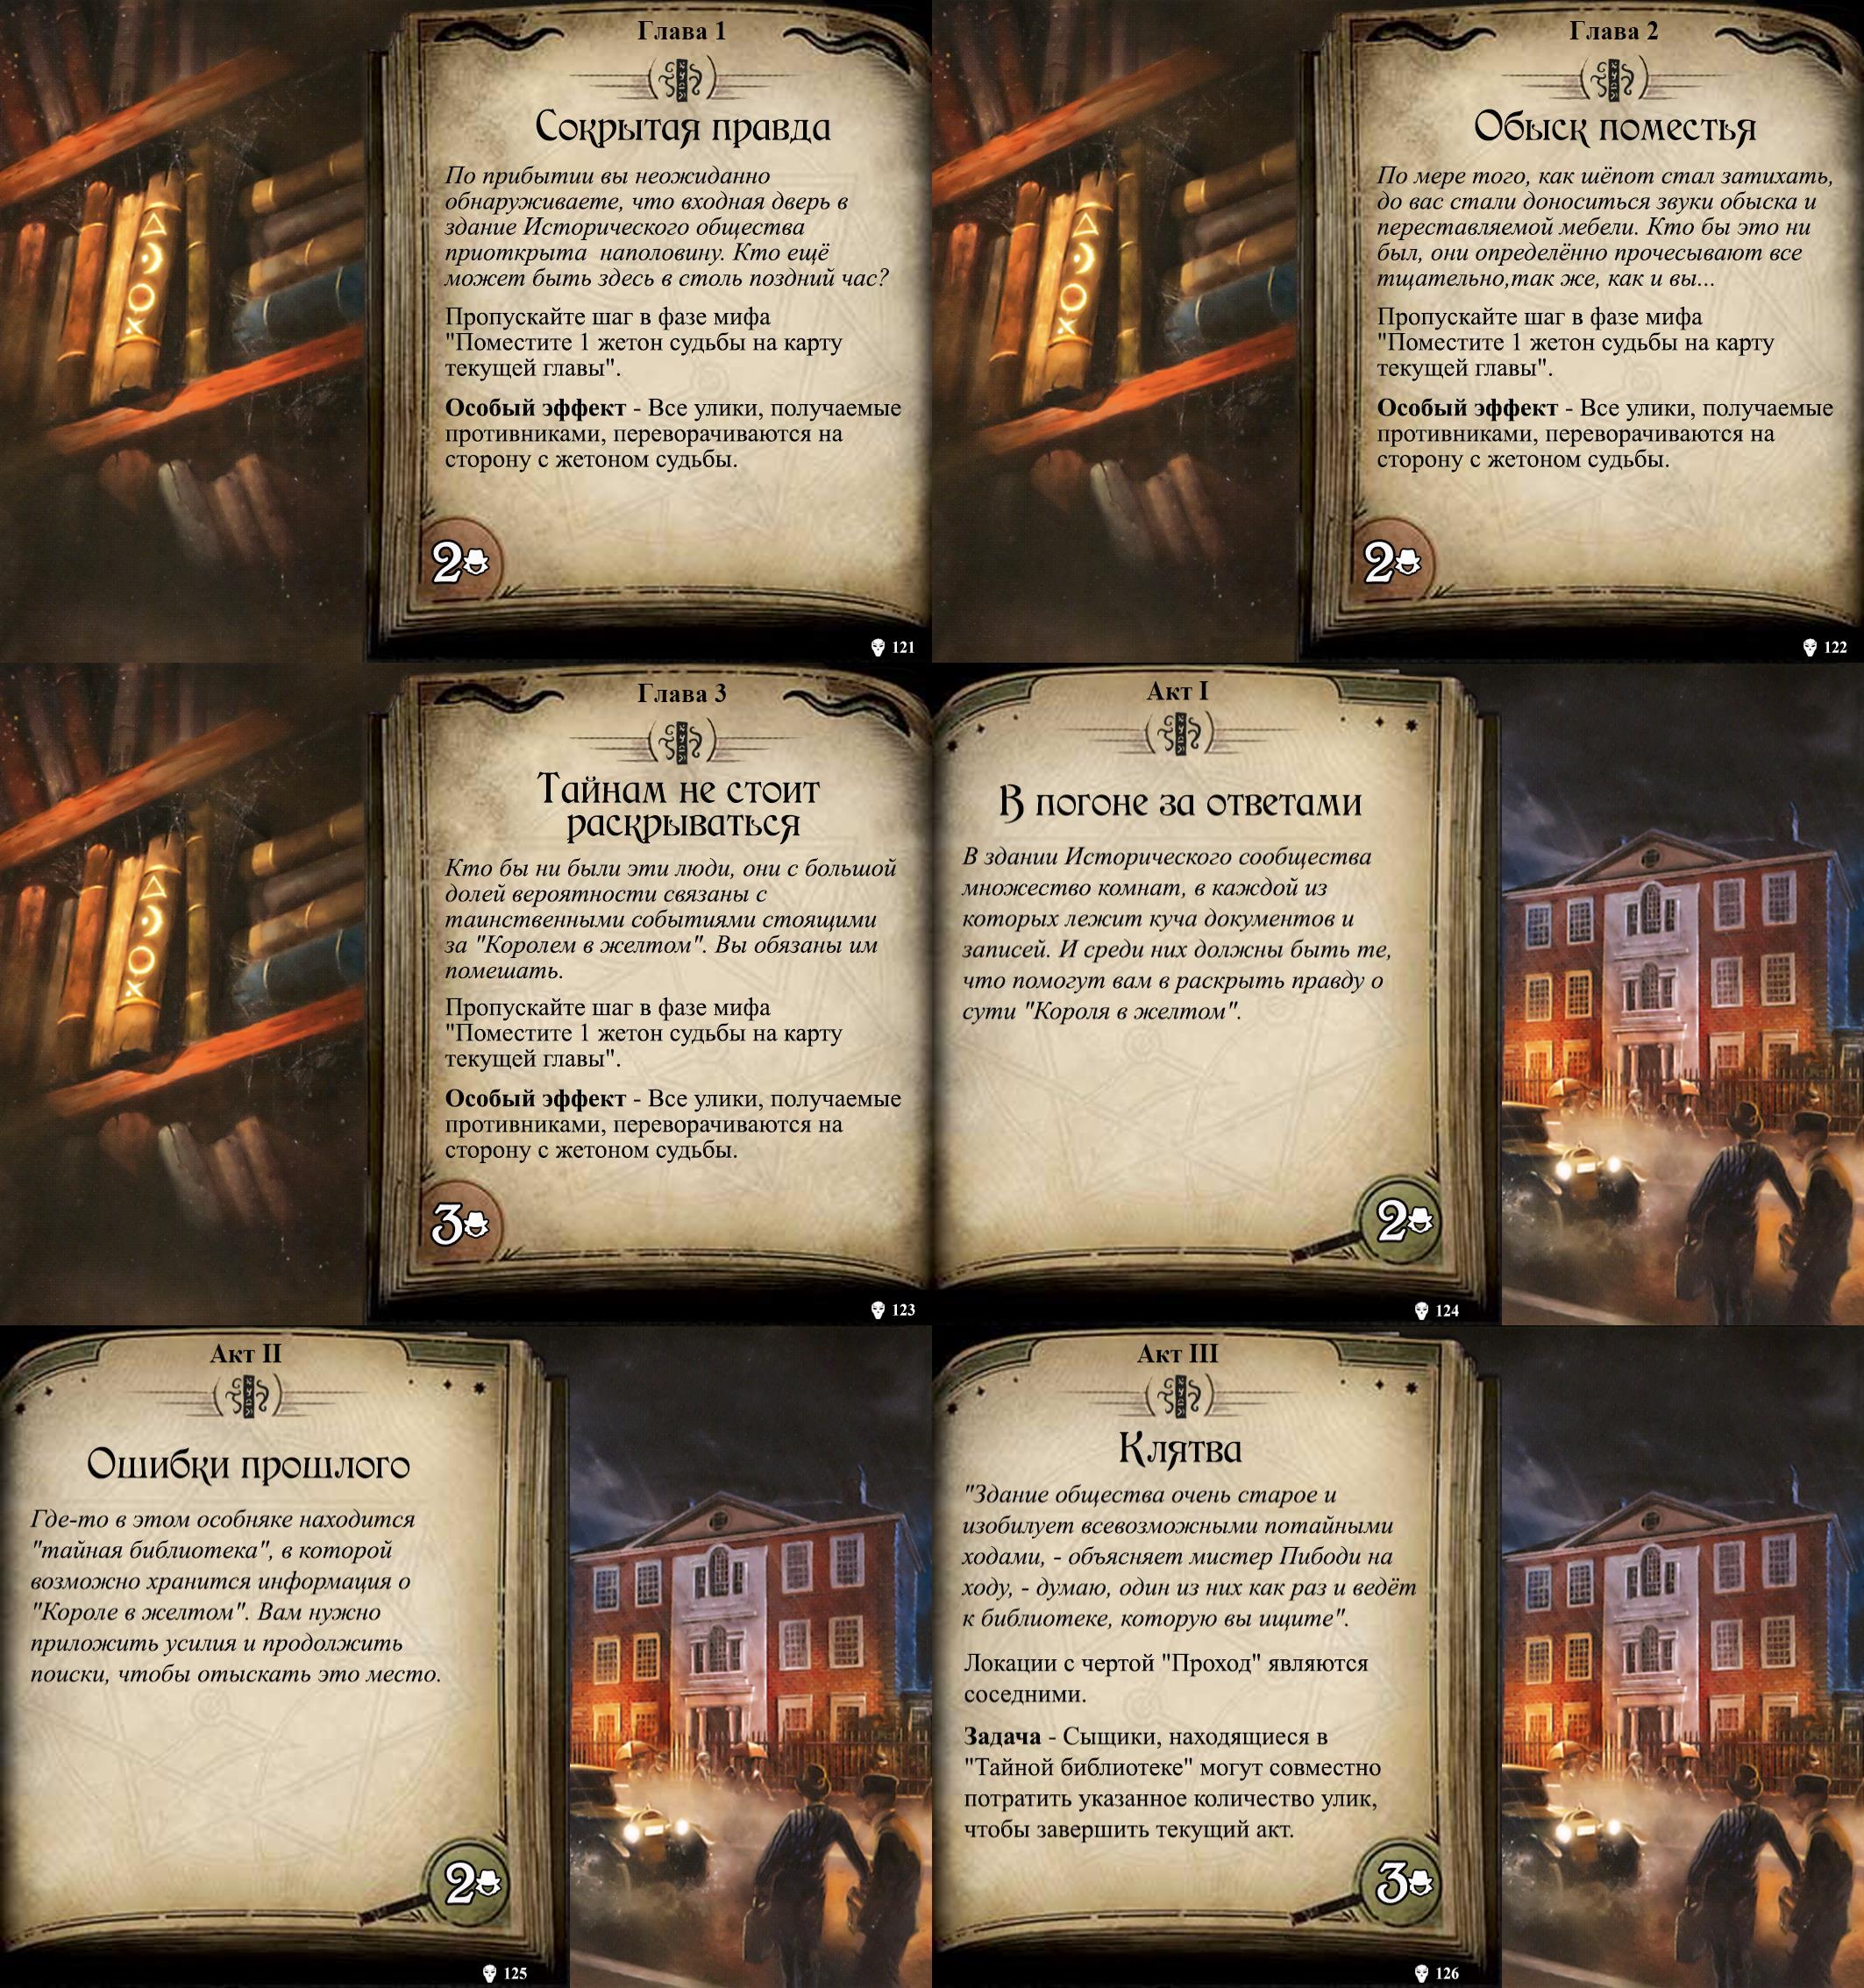 Глава 1
Сокрытая правда
По прибытии вы неожиданно
обнаруживаете, что входная дверь в
здание Исторического общества
приоткрыта  наполовину. Кто ещё
может быть здесь в столь поздний час?
Пропускайте шаг в фазе мифа
"Поместите 1 жетон судьбы на карту
текущей главы".
Особый эффект - Все улики, получаемые
противниками, переворачиваются на
сторону с жетоном судьбы.
2
121
Глава 2
Обыск поместья
По мере того, как шёпот стал затихать,
до вас стали доноситься звуки обыска и
переставляемой мебели. Кто бы это ни
был, они определённо прочесывают все
тщательно,так же, как и вы...
Пропускайте шаг в фазе мифа
"Поместите 1 жетон судьбы на карту
текущей главы".
Особый эффект - Все улики, получаемые
противниками, переворачиваются на
сторону с жетоном судьбы.
2
122
Глава 3
Тайнам не стоит
раскрываться
Кто бы ни были эти люди, они с большой
долей вероятности связаны с
таинственными событиями стоящими
за "Королем в желтом". Вы обязаны им
помешать.
Пропускайте шаг в фазе мифа
"Поместите 1 жетон судьбы на карту
текущей главы".
Особый эффект - Все улики, получаемые
противниками, переворачиваются на
сторону с жетоном судьбы.
3
123
Акт I
В погоне за ответами
В здании Исторического сообщества
множество комнат, в каждой из
которых лежит куча документов и
записей. И среди них должны быть те,
что помогут вам в раскрыть правду о
сути "Короля в желтом".
2
124
Акт II
Ошибки прошлого
Где-то в этом особняке находится
"тайная библиотека", в которой
возможно хранится информация о
"Короле в желтом". Вам нужно
приложить усилия и продолжить
поиски, чтобы отыскать это место.
2
125
Акт III
Клятва
"Здание общества очень старое и
изобилует всевозможными потайными
ходами, - объясняет мистер Пибоди на
ходу, - думаю, один из них как раз и ведёт
к библиотеке, которую вы ищите".
Локации с чертой "Проход" являются
соседними.
Задача - Сыщики, находящиеся в
"Тайной библиотеке" могут совместно
потратить указанное количество улик,
чтобы завершить текущий акт.
3
126